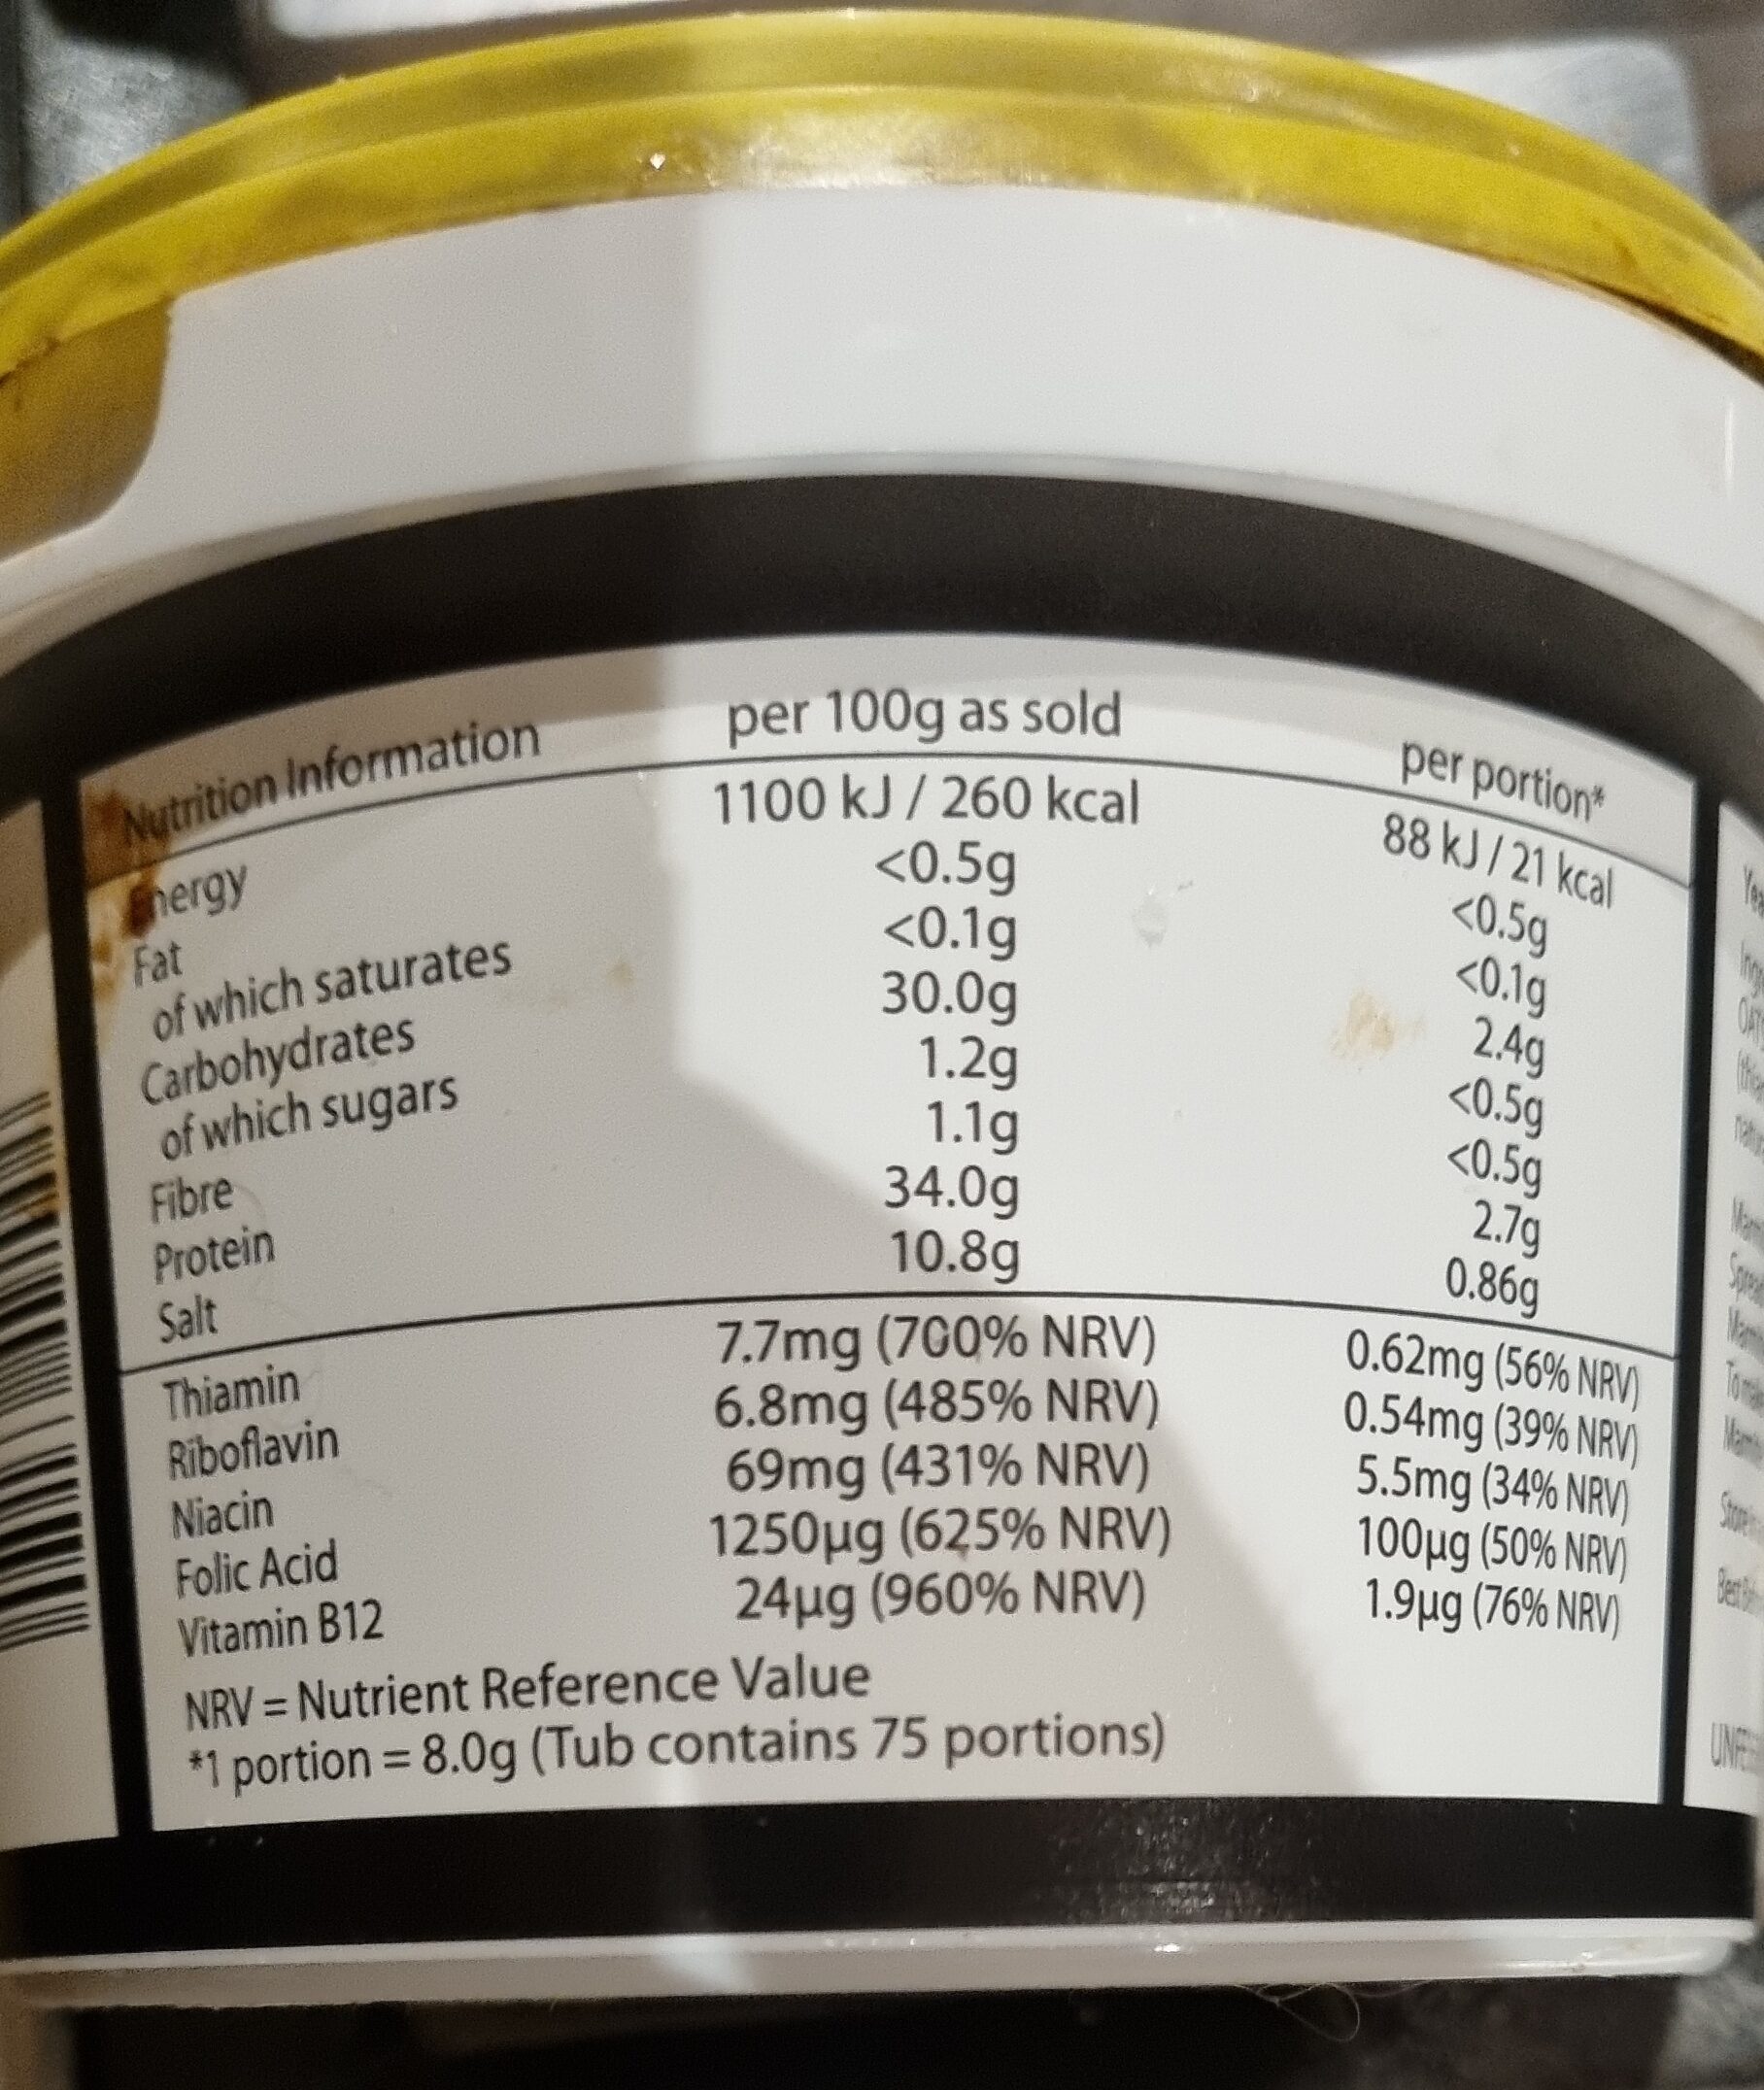 Nutrition Information per 100g as sold per portion*
Energy 1100 kJ / 260 kcal 88 kJ / 21 kcal
Fat <0.5g <0.5g
of which saturates <0.1g <0.1g
Carbohydrates 30.0g 2.4g
of which sugars 1.2g <0.5g
Fibre 1.1g <0.5g
Protein 34.0g 2.7g
Salt 10.8g 0.86g
Thiamin 7.7mg (700% NRV) 0.62mg (56% NRV)
Riboflavin 6.8mg (485% NRV) 0.54mg (39% NRV)
Niacin 69mg (431% NRV) 5.5mg (34% NRV)
Folic Acid 1250µg (625% NRV) 100µg (50% NRV)
Vitamin B12 24µg (960% NRV) 1.9µg (76% NRV)
NRV = Nutrient Reference Value
*1 portion = 8.0g (Tub contains 75 portions)